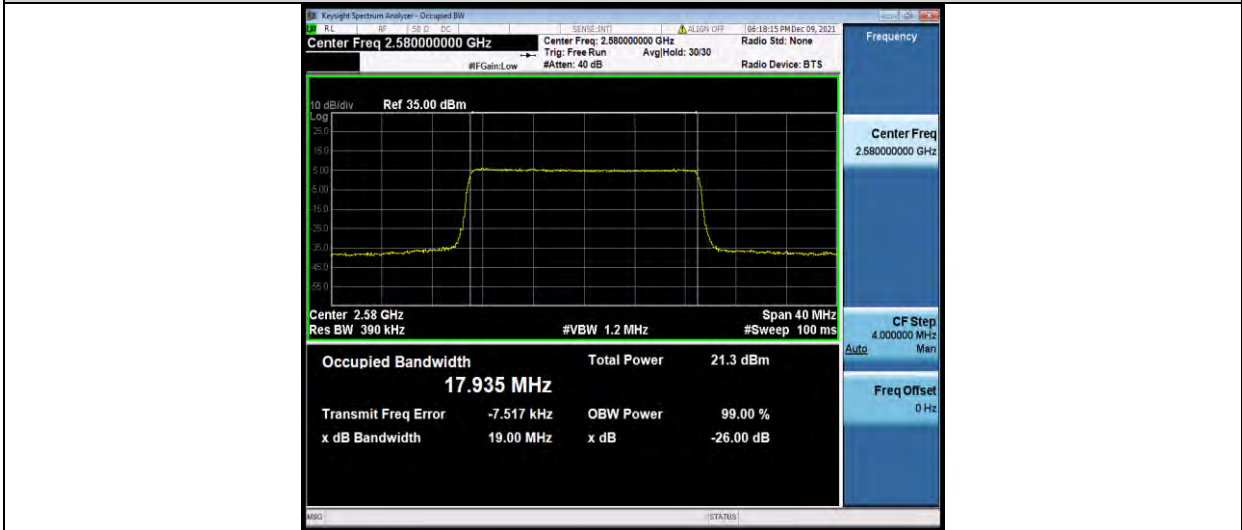 Keysight Spectrum Analyzer - Occupied BW
RL RF 50 Ω DC SENSE:INT ALIGN OFF 06:18:15 PM Dec 09, 2021
Center Freq 2.580000000 GHz
Center Freq: 2.580000000 GHz Radio Std: None
Trig: Free Run Avg|Hold: 30/30
#IFGain:Low #Atten: 40 dB Radio Device: BTS
10 dB/div Ref 35.00 dBm
Log
25.0
15.0
5.00
-5.00
-15.0
-25.0
-35.0
-45.0
-55.0
Center 2.58 GHz Span 40 MHz
Res BW 390 kHz #VBW 1.2 MHz #Sweep 100 ms
Occupied Bandwidth Total Power 21.3 dBm
17.935 MHz
Transmit Freq Error -7.517 kHz OBW Power 99.00 %
x dB Bandwidth 19.00 MHz x dB -26.00 dB
MSG STATUS
Frequency
Center Freq
2.580000000 GHz
CF Step
4.000000 MHz
Auto Man
Freq Offset
0 Hz